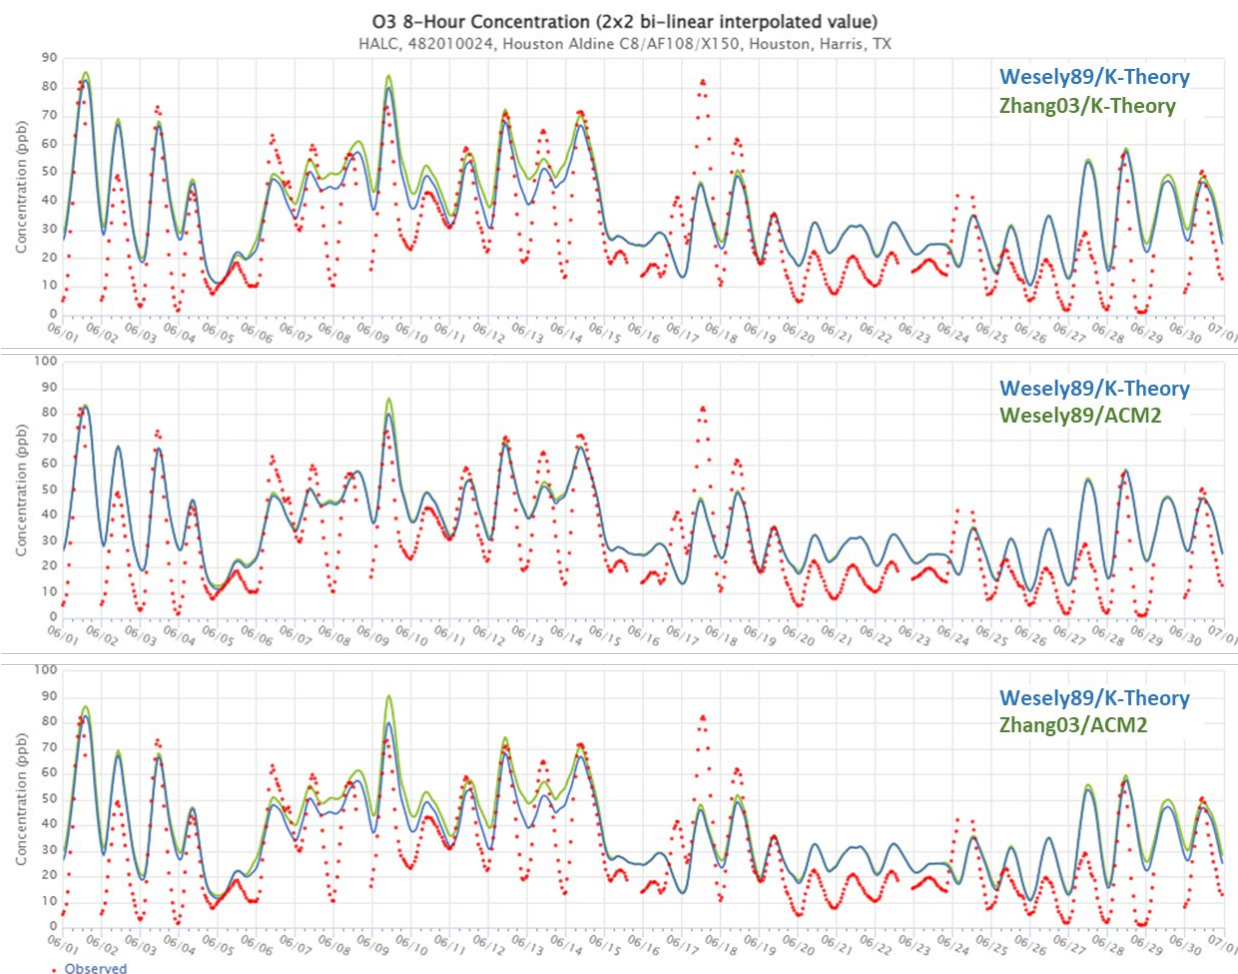 O3 8-Hour Concentration (2x2 bi-linear interpolated value)
HALC, 482010024, Houston Aldine C8/AF108/X150, Houston, Harris, TX
Wesely89/K-Theory
Zhang03/K-Theory
Concentration (ppb)
90
80
70
60
50
40
30
20
10
0
06/01 06/02 06/03 06/04 06/05 06/06 06/07 06/08 06/09 06/10 06/11 06/12 06/13 06/14 06/15 06/16 06/17 06/18 06/19 06/20 06/21 06/22 06/23 06/24 06/25 06/26 06/27 06/28 06/29 06/30 07/01
Wesely89/K-Theory
Wesely89/ACM2
Concentration (ppb)
100
90
80
70
60
50
40
30
20
10
0
06/01 06/02 06/03 06/04 06/05 06/06 06/07 06/08 06/09 06/10 06/11 06/12 06/13 06/14 06/15 06/16 06/17 06/18 06/19 06/20 06/21 06/22 06/23 06/24 06/25 06/26 06/27 06/28 06/29 06/30 07/01
Wesely89/K-Theory
Zhang03/ACM2
Concentration (ppb)
100
90
80
70
60
50
40
30
20
10
0
06/01 06/02 06/03 06/04 06/05 06/06 06/07 06/08 06/09 06/10 06/11 06/12 06/13 06/14 06/15 06/16 06/17 06/18 06/19 06/20 06/21 06/22 06/23 06/24 06/25 06/26 06/27 06/28 06/29 06/30 07/01
Observed